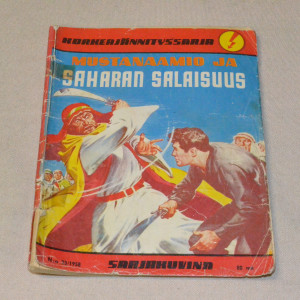 KORKEAJÄNNITYSSARJA
MUSTANAAMIO JA
SAHARAN SALAISUUS
SARJAKUVINA